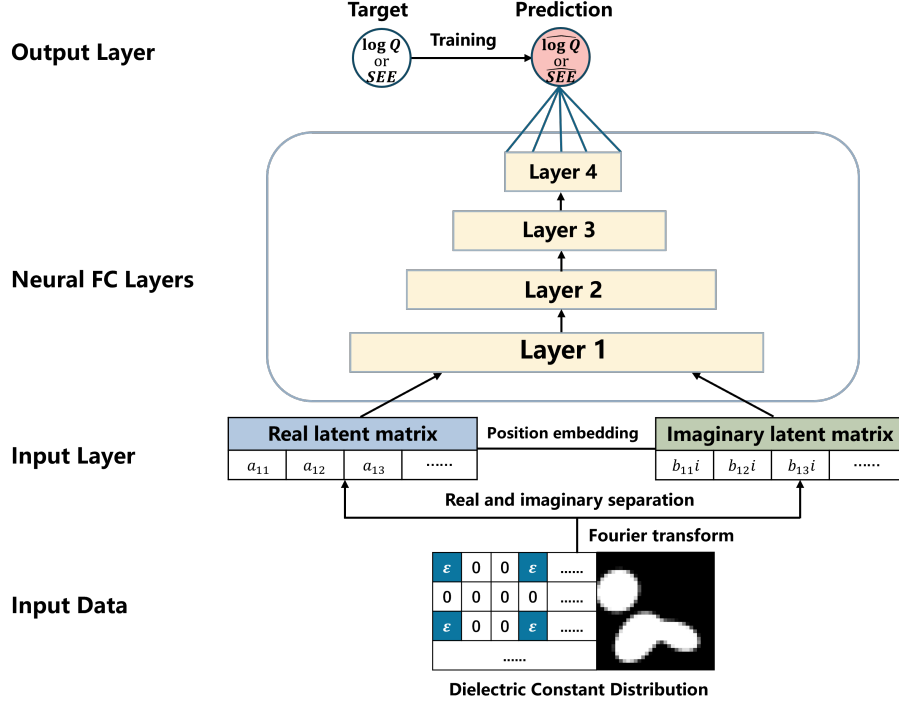 Target Prediction
Output Layer
log Q
or
SEE
Training
$\widehat{\log Q}$
or
$\widehat{SEE}$
Layer 4
Layer 3
Neural FC Layers
Layer 2
Layer 1
Real latent matrix
Position embedding
Imaginary latent matrix
Input Layer
a₁₁ a₁₂ a₁₃ ......
b₁₁i b₁₂i b₁₃i ......
Real and imaginary separation
Fourier transform
ε 0 0 ε ......
0 0 0 0 ......
Input Data
ε 0 0 ε ......
......
Dielectric Constant Distribution